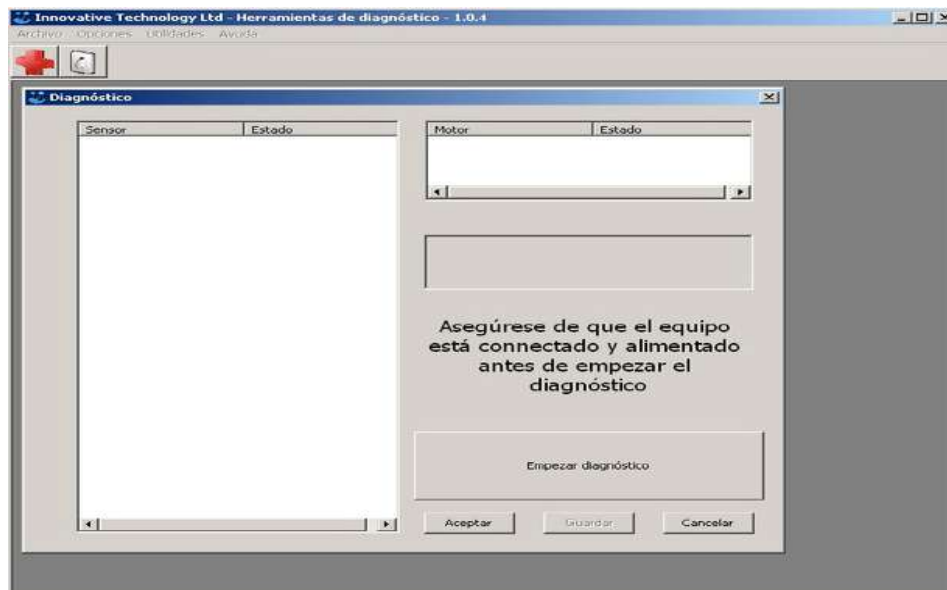 Innovative Technology Ltd - Herramientas de diagnóstico - 1.0.4
Archivo Opciones Utilidades Ayuda
Diagnóstico
Sensor Estado
Motor Estado
Asegúrese de que el equipo
está connectado y alimentado
antes de empezar el
diagnóstico
Empezar diagnóstico
Aceptar Guardar Cancelar